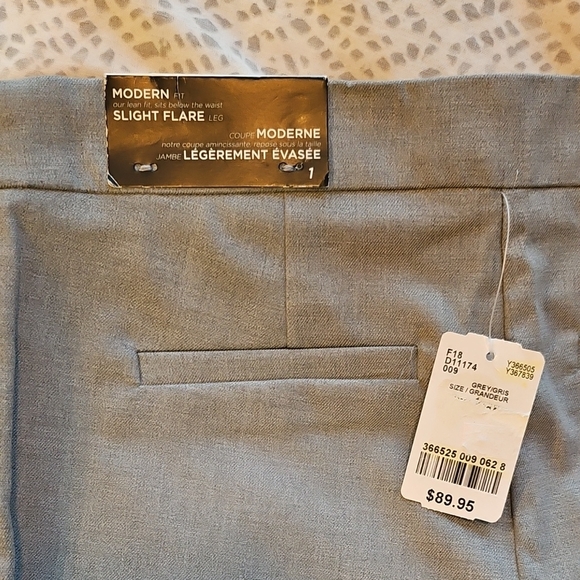 MODERN FIT
our lean fit, sits below the waist
SLIGHT FLARE LEG
COUPE MODERNE
notre coupe amincissante, repose sous la taille
JAMBE LÉGÈREMENT ÉVASÉE
1
F18
D11174
009
Y366505
Y367839
GREY/GRIS
SIZE / GRANDEUR
366525 009 062 8
$89.95